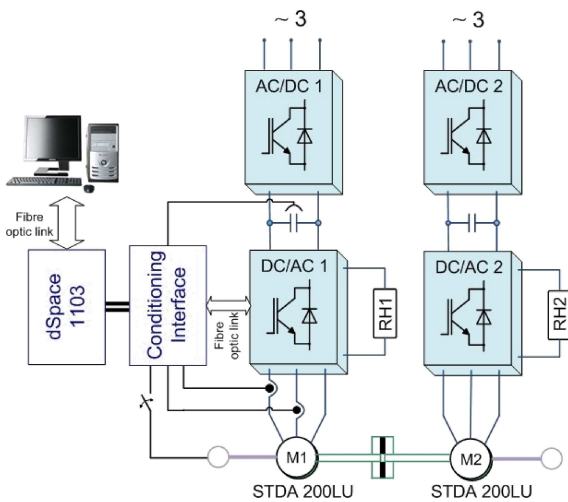 ~ 3
~ 3
AC/DC 1
AC/DC 2
Fibre
optic link
dSpace
1103
Conditioning
Interface
Fibre
optic link
DC/AC 1
RH1
DC/AC 2
RH2
M1
M2
STDA 200LU
STDA 200LU